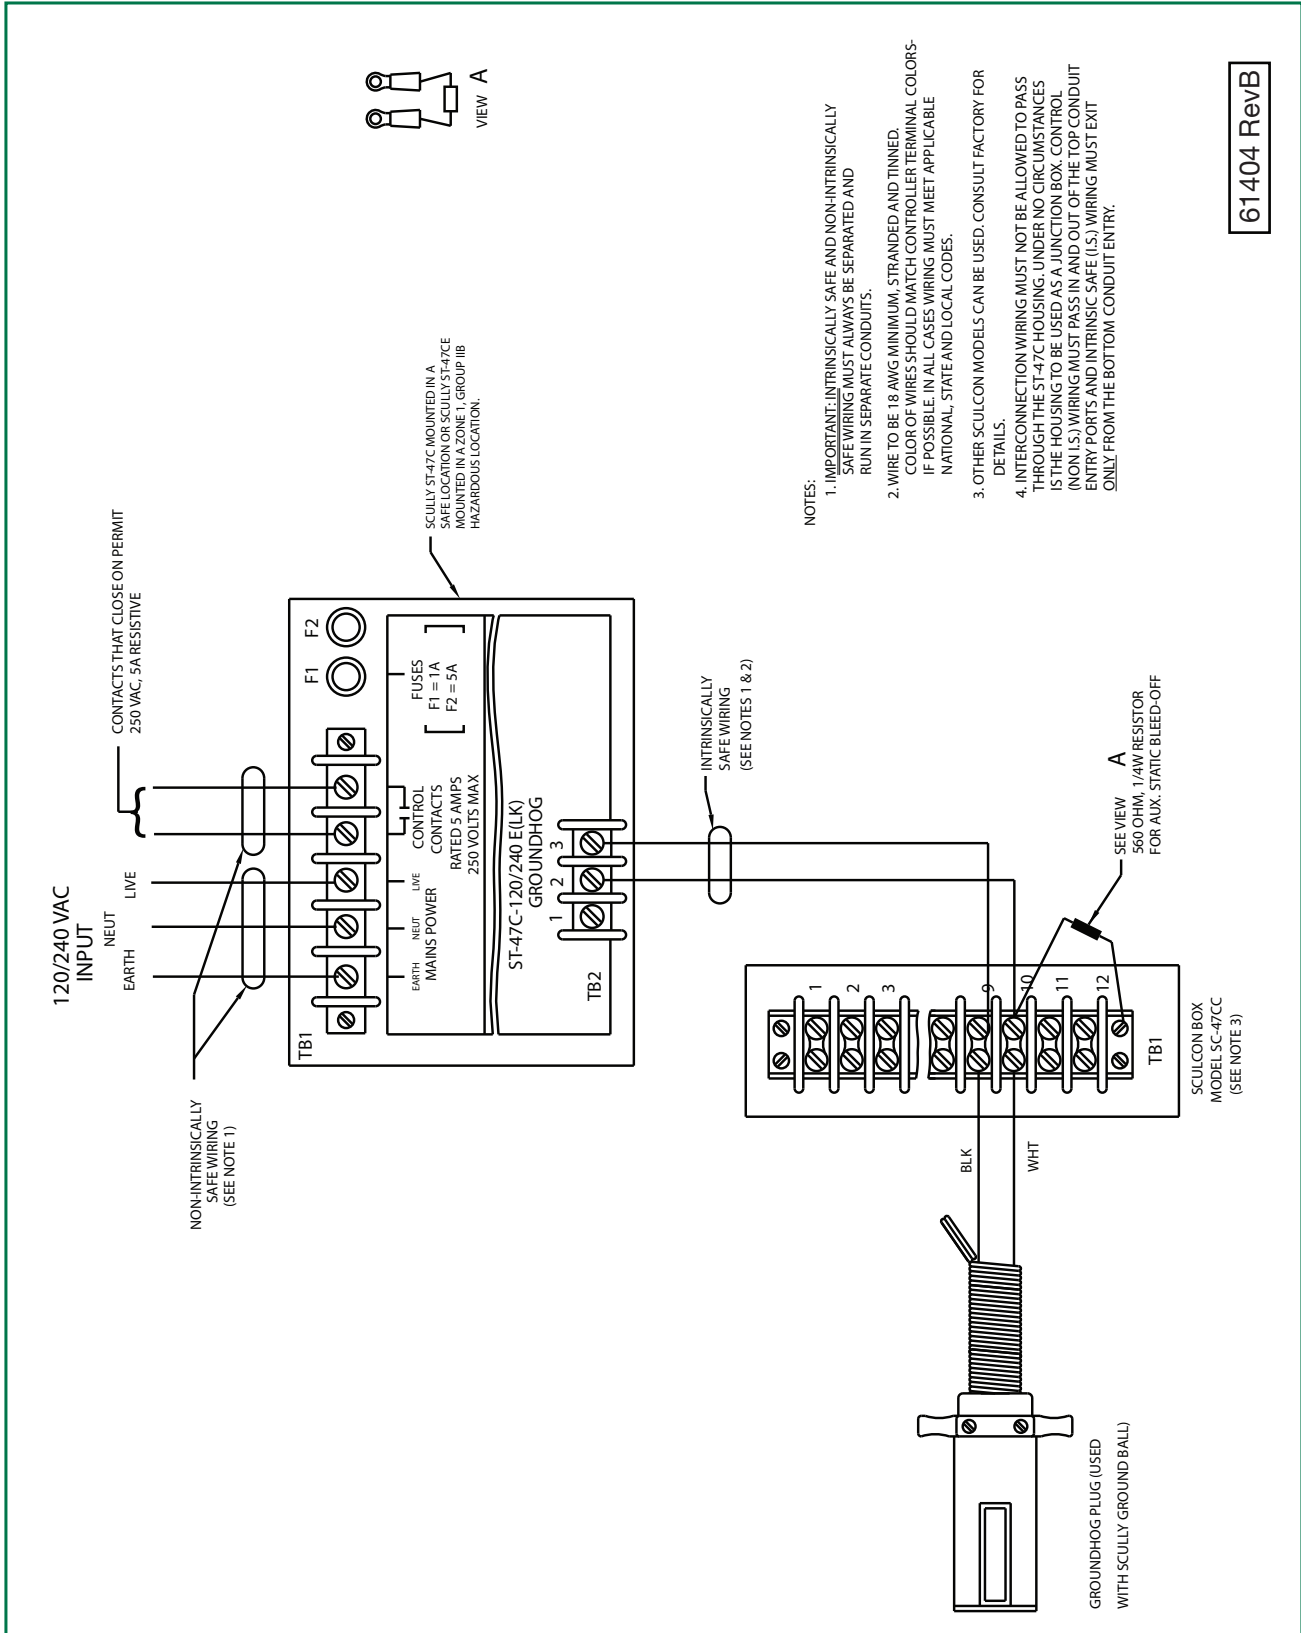 120/240 VAC
INPUT
EARTH
NEUT
LIVE
CONTACTS THAT CLOSE ON PERMIT
250 VAC, 5A RESISTIVE
VIEW A
NON-INTRINSICALLY
SAFE WIRING
(SEE NOTE 1)
TB1
F1
F2
EARTH
NEUT
LIVE
MAINS POWER
CONTROL
CONTACTS
RATED 5 AMPS
250 VOLTS MAX
FUSES
F1 = 1A
F2 = 5A
ST-47C-120/240 E(LK)
GROUNDHOG
TB2
1
2
3
SCULLY ST-47C MOUNTED IN A
SAFE LOCATION OR SCULLY ST-47CE
MOUNTED IN A ZONE 1, GROUP IIB
HAZARDOUS LOCATION.
INTRINSICALLY
SAFE WIRING
(SEE NOTES 1 & 2)
SEE VIEW A
560 OHM, 1/4W RESISTOR
FOR AUX. STATIC BLEED-OFF
1
2
3
9
10
11
12
TB1
SCULCON BOX
MODEL SC-47CC
(SEE NOTE 3)
BLK
WHT
GROUNDHOG PLUG (USED
WITH SCULLY GROUND BALL)
NOTES:
1. IMPORTANT: INTRINSICALLY SAFE AND NON-INTRINSICALLY
SAFE WIRING MUST ALWAYS BE SEPARATED AND
RUN IN SEPARATE CONDUITS.
2. WIRE TO BE 18 AWG MINIMUM, STRANDED AND TINNED.
COLOR OF WIRES SHOULD MATCH CONTROLLER TERMINAL COLORS-
IF POSSIBLE. IN ALL CASES WIRING MUST MEET APPLICABLE
NATIONAL, STATE AND LOCAL CODES.
3. OTHER SCULCON MODELS CAN BE USED. CONSULT FACTORY FOR
DETAILS.
4. INTERCONNECTION WIRING MUST NOT BE ALLOWED TO PASS
THROUGH THE ST-47C HOUSING. UNDER NO CIRCUMSTANCES
IS THE HOUSING TO BE USED AS A JUNCTION BOX. CONTROL
(NON I.S.) WIRING MUST PASS IN AND OUT OF THE TOP CONDUIT
ENTRY PORTS AND INTRINSIC SAFE (I.S.) WIRING MUST EXIT
ONLY FROM THE BOTTOM CONDUIT ENTRY.
61404 RevB